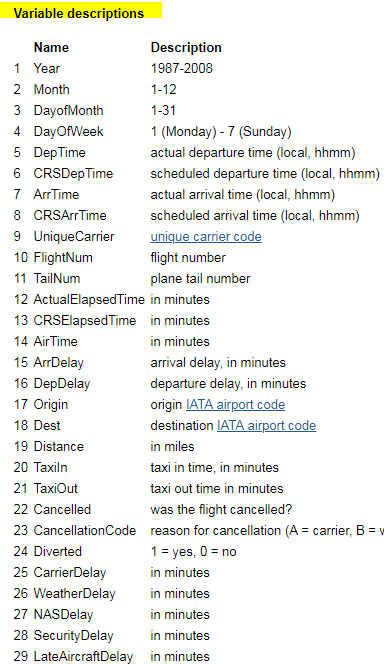 Variable descriptions
Name Description
1 Year 1987-2008
2 Month 1-12
3 DayofMonth 1-31
4 DayOfWeek 1 (Monday) - 7 (Sunday)
5 DepTime actual departure time (local, hhmm)
6 CRSDepTime scheduled departure time (local, hhmm)
7 ArrTime actual arrival time (local, hhmm)
8 CRSArrTime scheduled arrival time (local, hhmm)
9 UniqueCarrier unique carrier code
10 FlightNum flight number
11 TailNum plane tail number
12 ActualElapsedTime in minutes
13 CRSElapsedTime in minutes
14 AirTime in minutes
15 ArrDelay arrival delay, in minutes
16 DepDelay departure delay, in minutes
17 Origin origin IATA airport code
18 Dest destination IATA airport code
19 Distance in miles
20 TaxiIn taxi in time, in minutes
21 TaxiOut taxi out time in minutes
22 Cancelled was the flight cancelled?
23 CancellationCode reason for cancellation (A = carrier, B =
24 Diverted 1 = yes, 0 = no
25 CarrierDelay in minutes
26 WeatherDelay in minutes
27 NASDelay in minutes
28 SecurityDelay in minutes
29 LateAircraftDelay in minutes